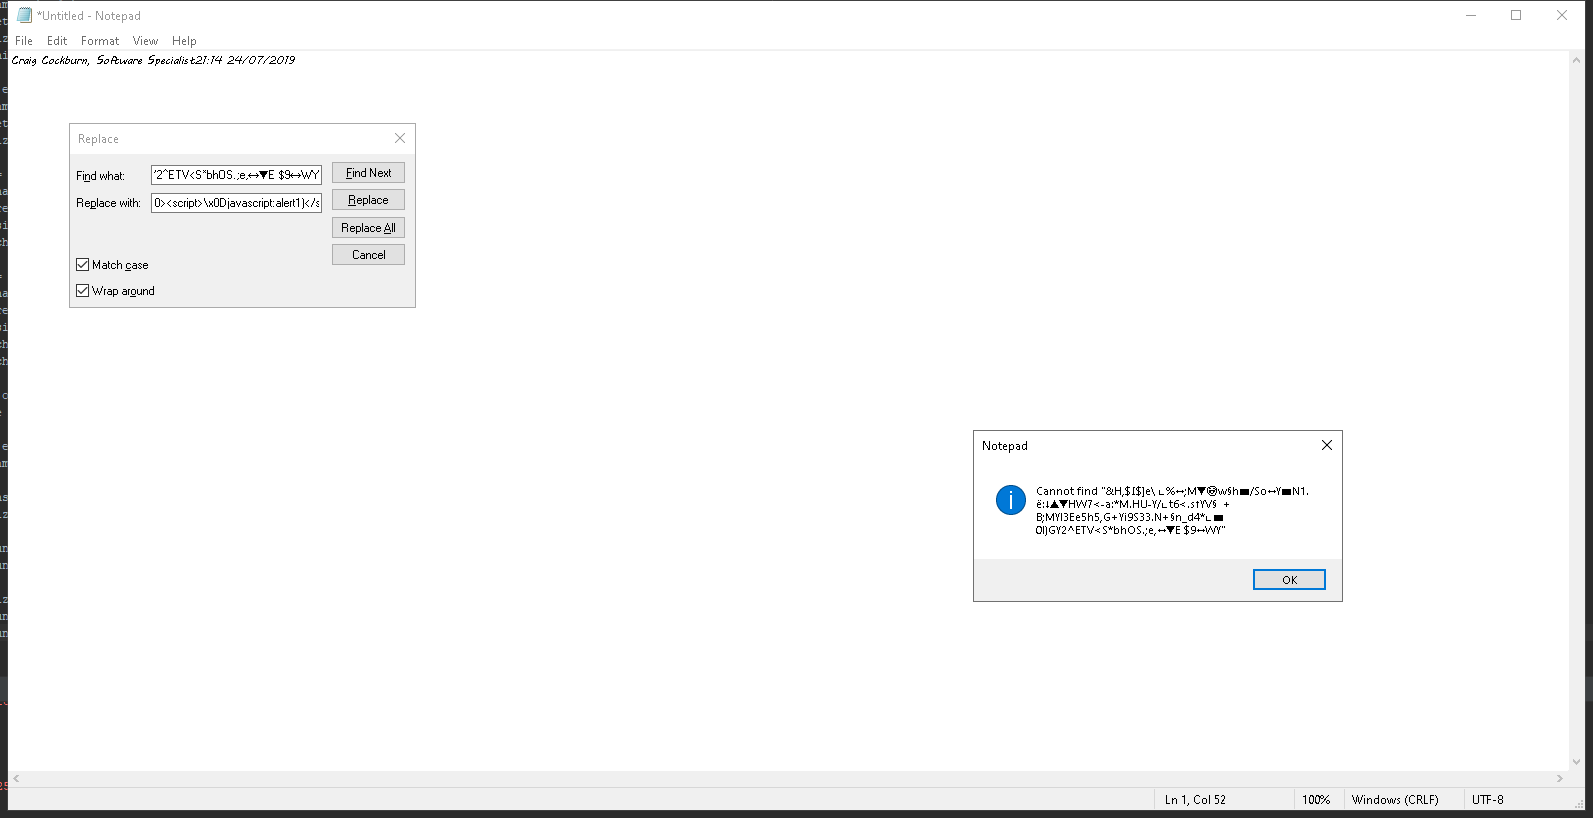 *Untitled - Notepad
File Edit Format View Help
Craig Cockburn, Software Specialist21:14 24/07/2019
Replace
Find what: '2^ETV<S*bhOS.;e,↔▼E $9↔WY
Find Next
Replace with: 0><script>\x0Djavascript:alert1)</s
Replace
Replace All
Cancel
Match case
Wrap around
Notepad
Cannot find "&H,$I$]e\∟%↔;M▼☻w§h■/So↔Y■N1.
ë:↓▲▼HW7<-a:*M.HU-Y/∟t6<.stYV§ +
B;MYI3Ee5h5,G+Yi9S33.N+§n_d4*∟■
0I)GY2^ETV<S*bhOS.;e,↔▼E $9↔WY"
OK
Ln 1, Col 52
100%
Windows (CRLF)
UTF-8